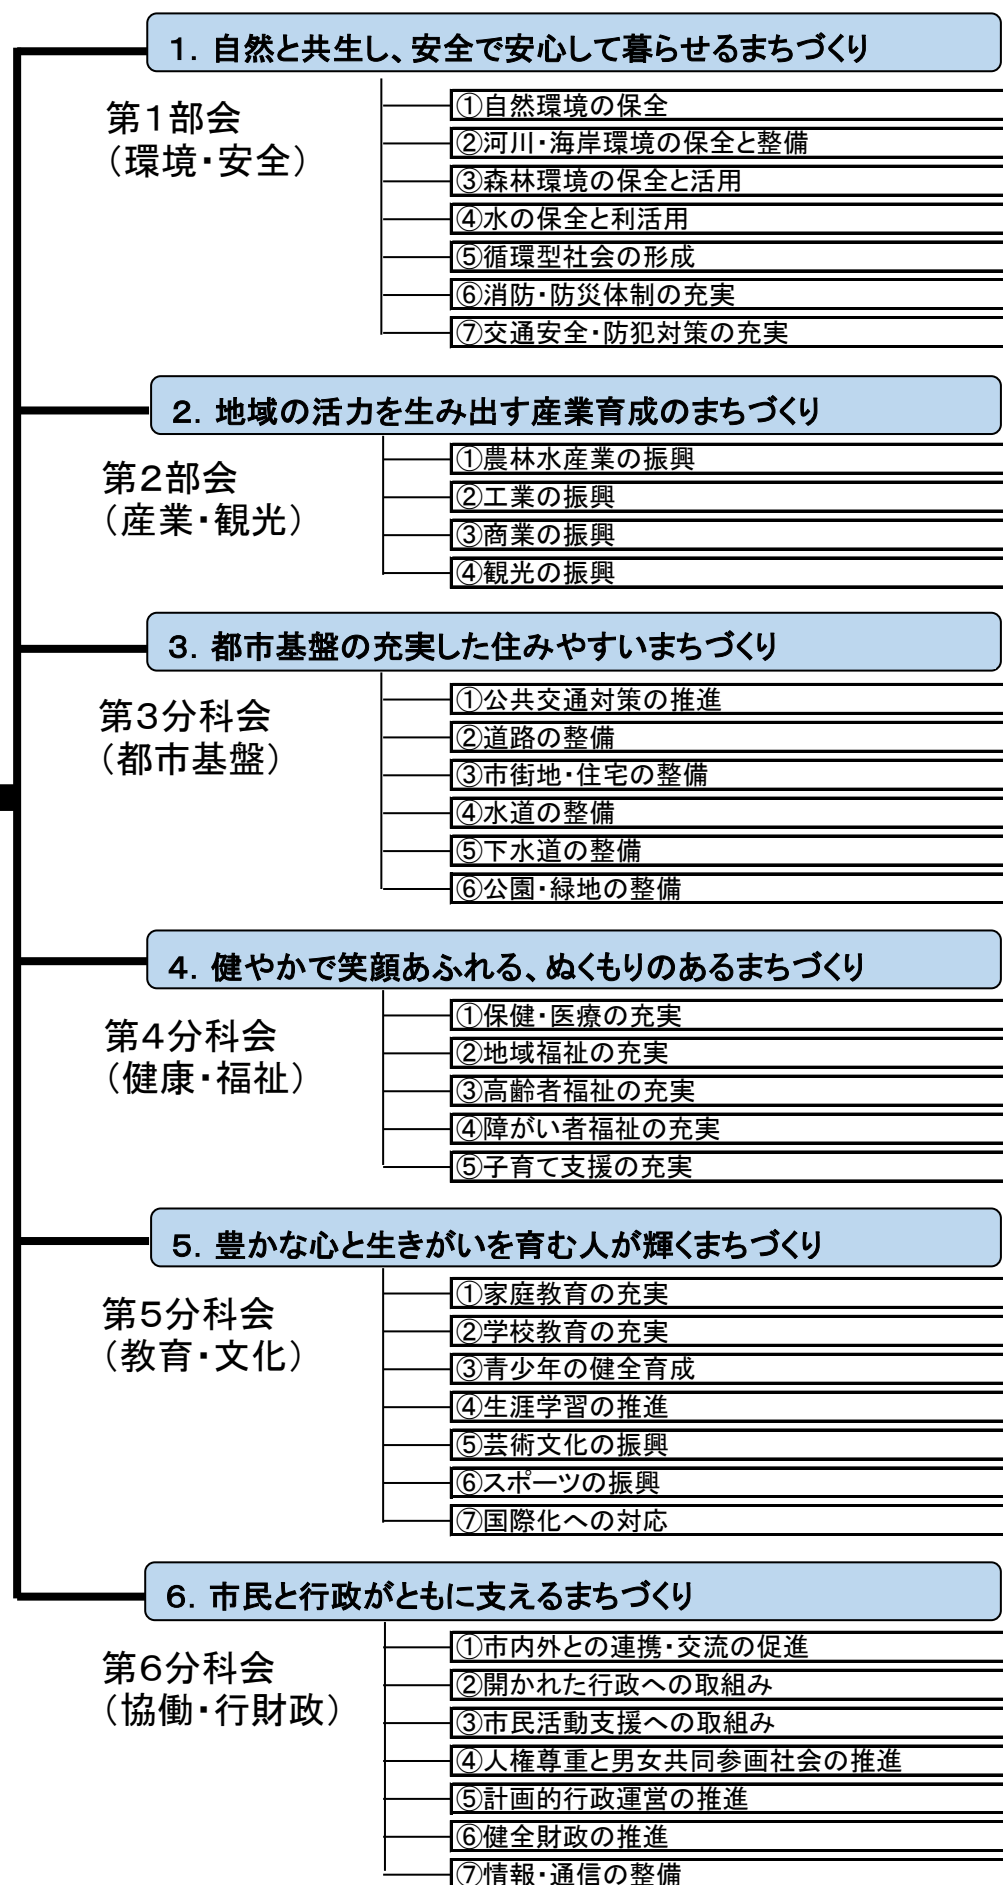 1．自然と共生し、安全で安心して暮らせるまちづくり
第1部会
（環境・安全）
①自然環境の保全
②河川・海岸環境の保全と整備
③森林環境の保全と活用
④水の保全と利活用
⑤循環型社会の形成
⑥消防・防災体制の充実
⑦交通安全・防犯対策の充実
2．地域の活力を生み出す産業育成のまちづくり
第2部会
（産業・観光）
①農林水産業の振興
②工業の振興
③商業の振興
④観光の振興
3．都市基盤の充実した住みやすいまちづくり
第3分科会
（都市基盤）
①公共交通対策の推進
②道路の整備
③市街地・住宅の整備
④水道の整備
⑤下水道の整備
⑥公園・緑地の整備
4．健やかで笑顔あふれる、ぬくもりのあるまちづくり
第4分科会
（健康・福祉）
①保健・医療の充実
②地域福祉の充実
③高齢者福祉の充実
④障がい者福祉の充実
⑤子育て支援の充実
5．豊かな心と生きがいを育む人が輝くまちづくり
第5分科会
（教育・文化）
①家庭教育の充実
②学校教育の充実
③青少年の健全育成
④生涯学習の推進
⑤芸術文化の振興
⑥スポーツの振興
⑦国際化への対応
6．市民と行政がともに支えるまちづくり
第6分科会
（協働・行財政）
①市内外との連携・交流の促進
②開かれた行政への取組み
③市民活動支援への取組み
④人権尊重と男女共同参画社会の推進
⑤計画的行政運営の推進
⑥健全財政の推進
⑦情報・通信の整備